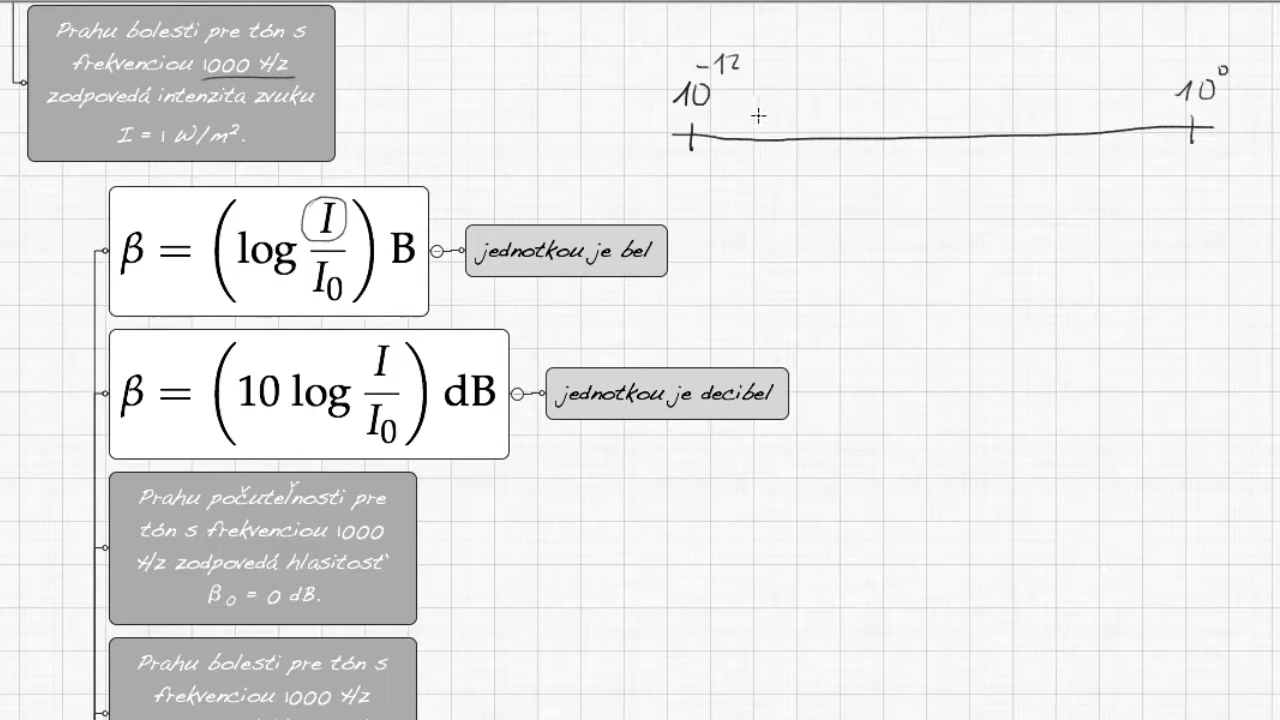 Prahu bolesti pre tón s
frekvenciou 1000 Hz
zodpovedá intenzita zvuku
I = 1 W/m².
10⁻¹²
10⁰
β = (log I/I₀) B
jednotkou je bel
β = (10 log I/I₀) dB
jednotkou je decibel
Prahu počuteľnosti pre
tón s frekvenciou 1000
Hz zodpovedá hlasitosť
β₀ = 0 dB.
Prahu bolesti pre tón s
frekvenciou 1000 Hz